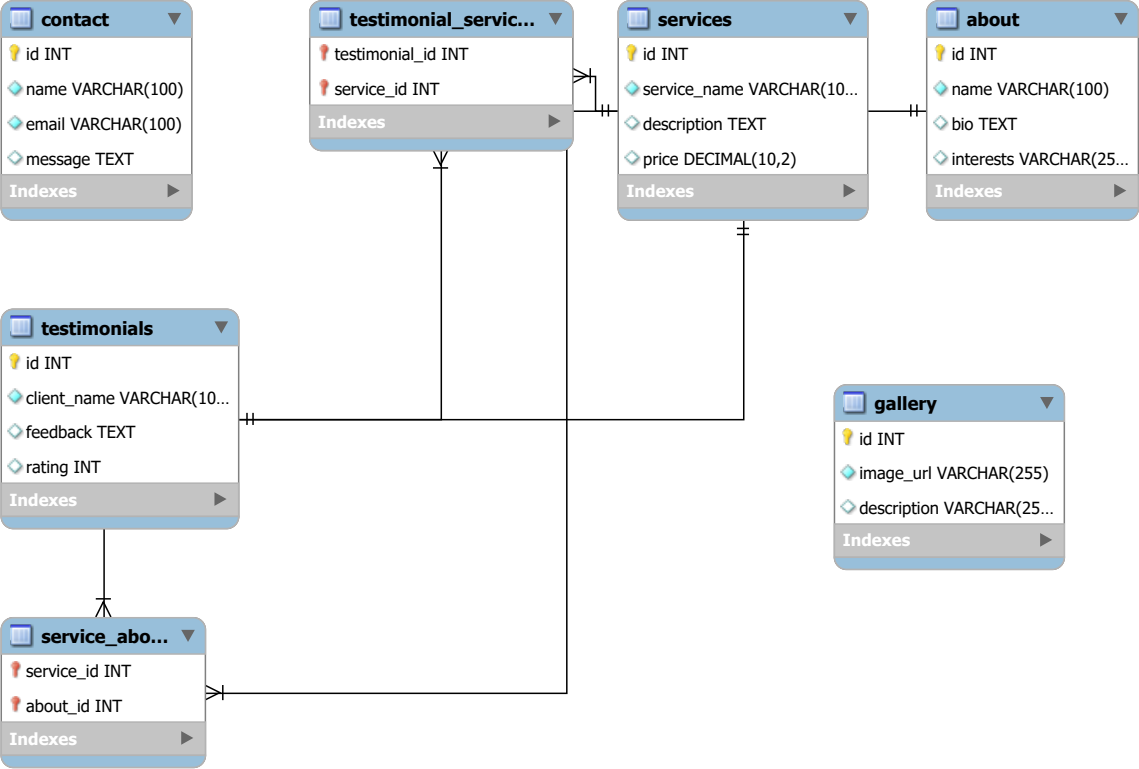 contact
id INT
name VARCHAR(100)
email VARCHAR(100)
message TEXT
Indexes
testimonial_servic...
testimonial_id INT
service_id INT
Indexes
services
id INT
service_name VARCHAR(10...
description TEXT
price DECIMAL(10,2)
Indexes
about
id INT
name VARCHAR(100)
bio TEXT
interests VARCHAR(25...
Indexes
testimonials
id INT
client_name VARCHAR(10...
feedback TEXT
rating INT
Indexes
gallery
id INT
image_url VARCHAR(255)
description VARCHAR(25...
Indexes
service_abo...
service_id INT
about_id INT
Indexes